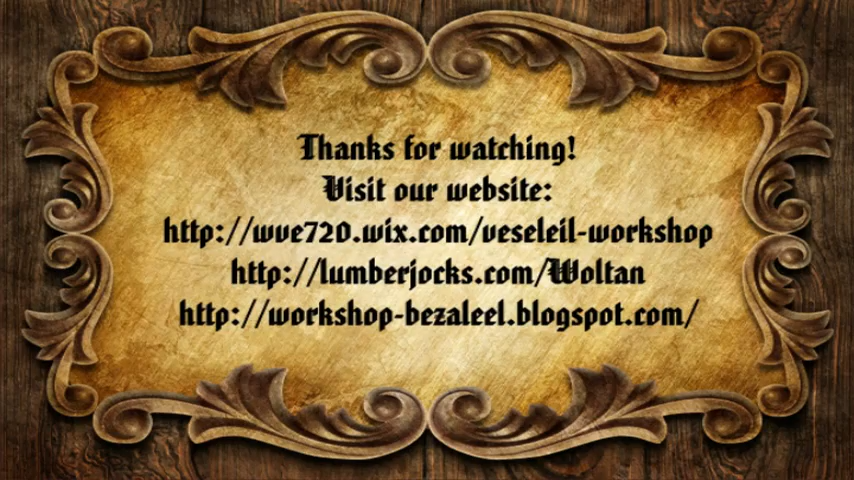 Thanks for watching!
Visit our website:
http://wve720.wix.com/veseleil-workshop
http://lumberjocks.com/Woltan
http://workshop-bezaleel.blogspot.com/